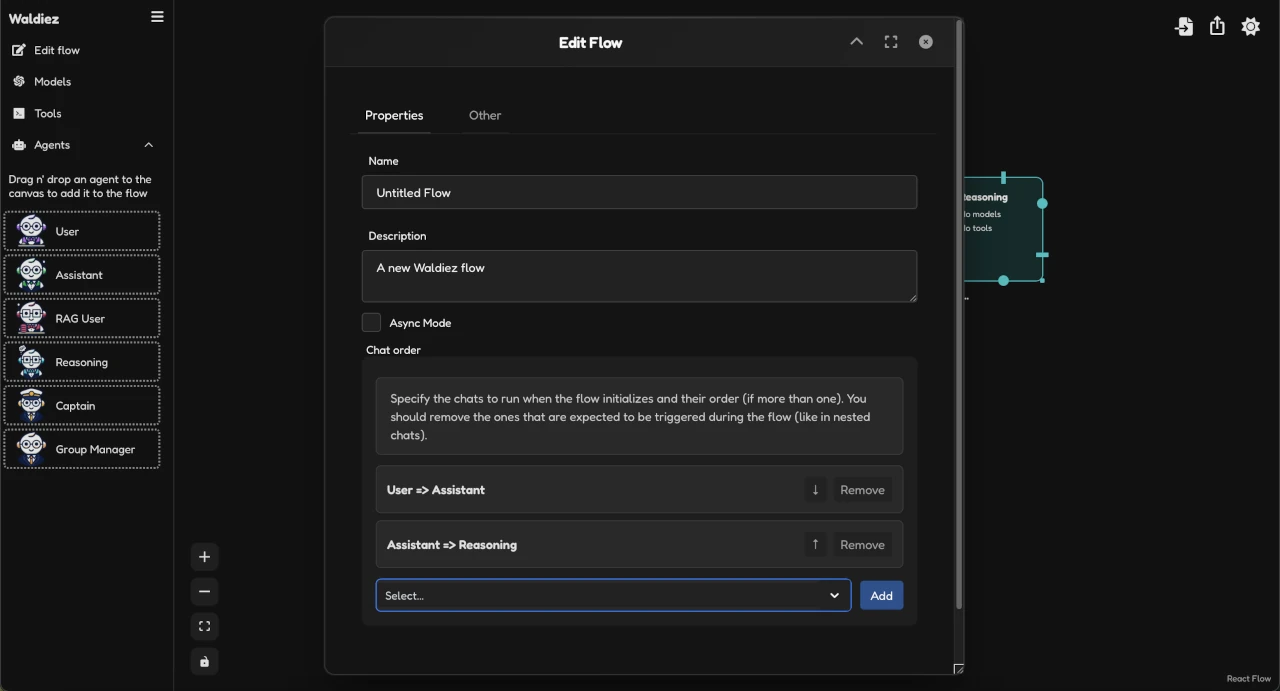 Waldiez
Edit flow
Models
Tools
Agents
Drag n' drop an agent to the
canvas to add it to the flow
User
Assistant
RAG User
Reasoning
Captain
Group Manager
Edit Flow
Properties
Other
Name
Untitled Flow
Description
A new Waldiez flow
Async Mode
Chat order
Specify the chats to run when the flow initializes and their order (if more than one). You
should remove the ones that are expected to be triggered during the flow (like in nested
chats).
User => Assistant
↓ Remove
Assistant => Reasoning
↑ Remove
Select...
Add
easoning
o models
o tools
React Flow